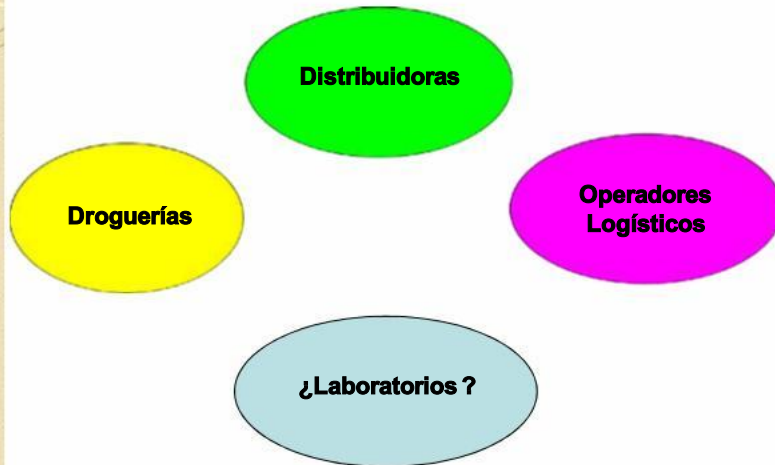 Distribuidoras
Droguerías
Operadores
Logísticos
¿Laboratorios ?